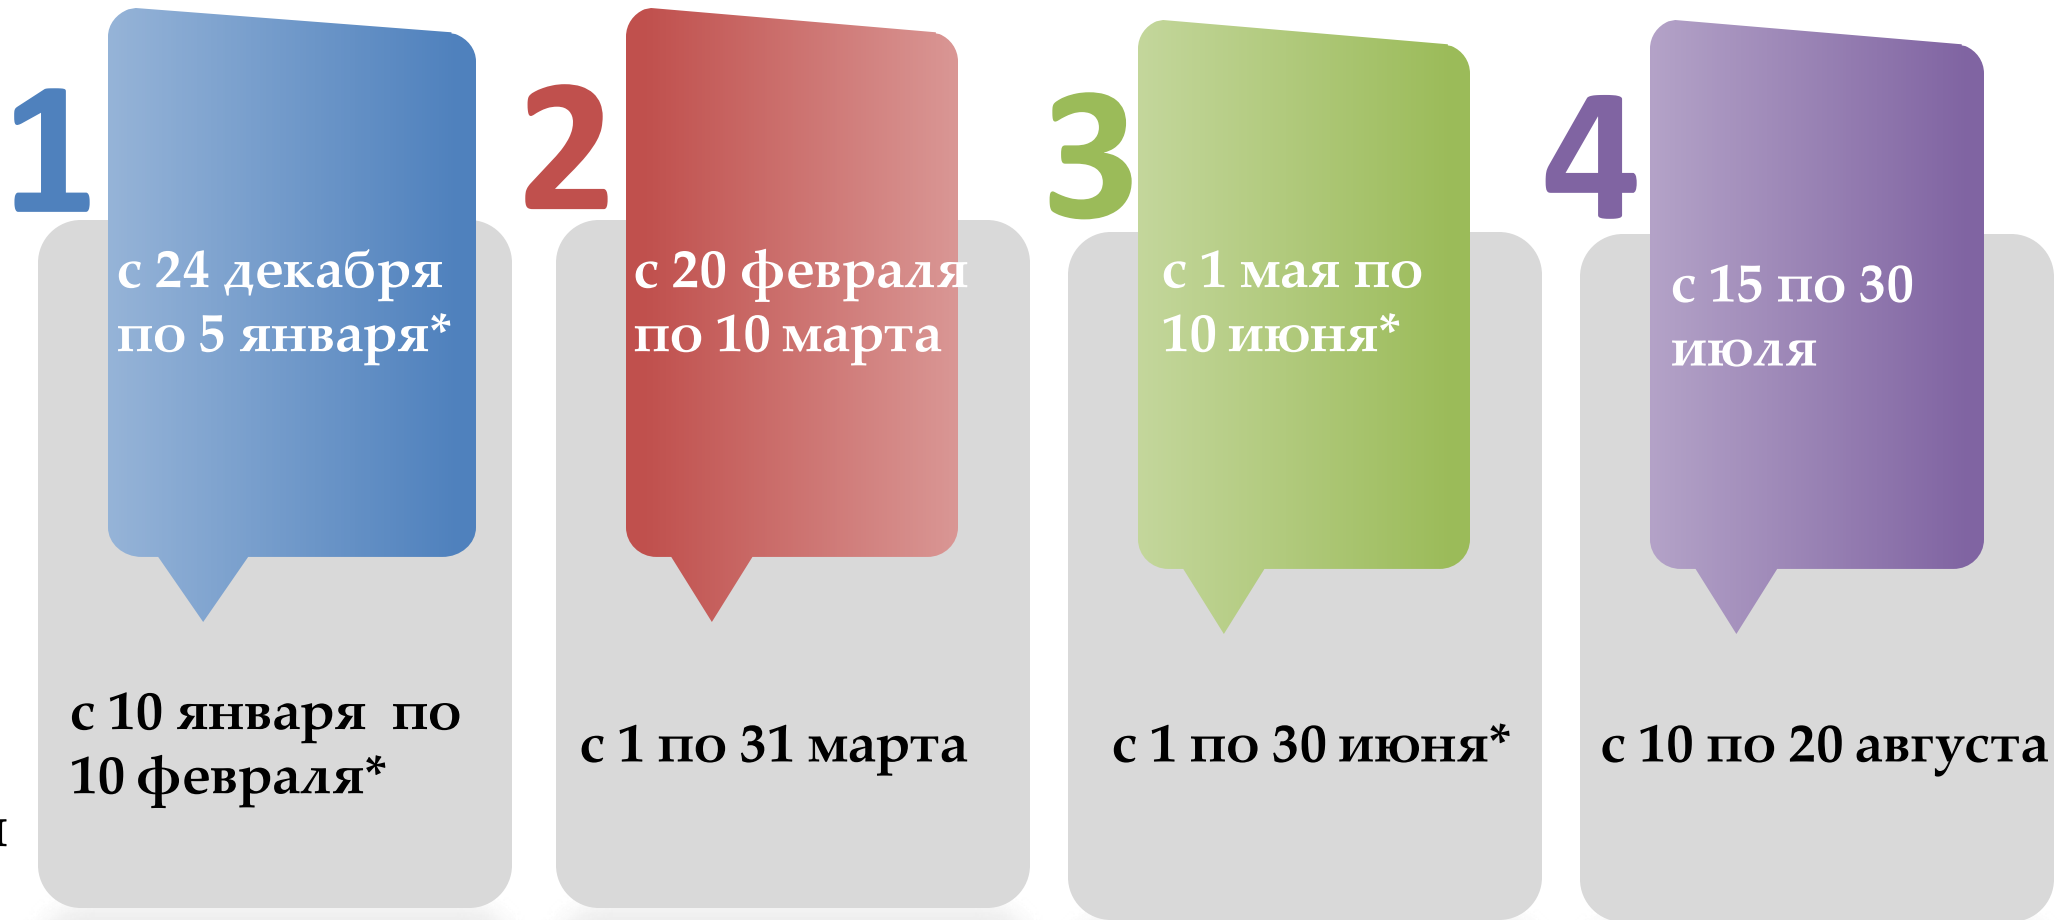 1
с 24 декабря
по 5 января*
с 10 января по
10 февраля*
2
с 20 февраля
по 10 марта
с 1 по 31 марта
3
с 1 мая по
10 июня*
с 1 по 30 июня*
4
с 15 по 30
июля
с 10 по 20 августа